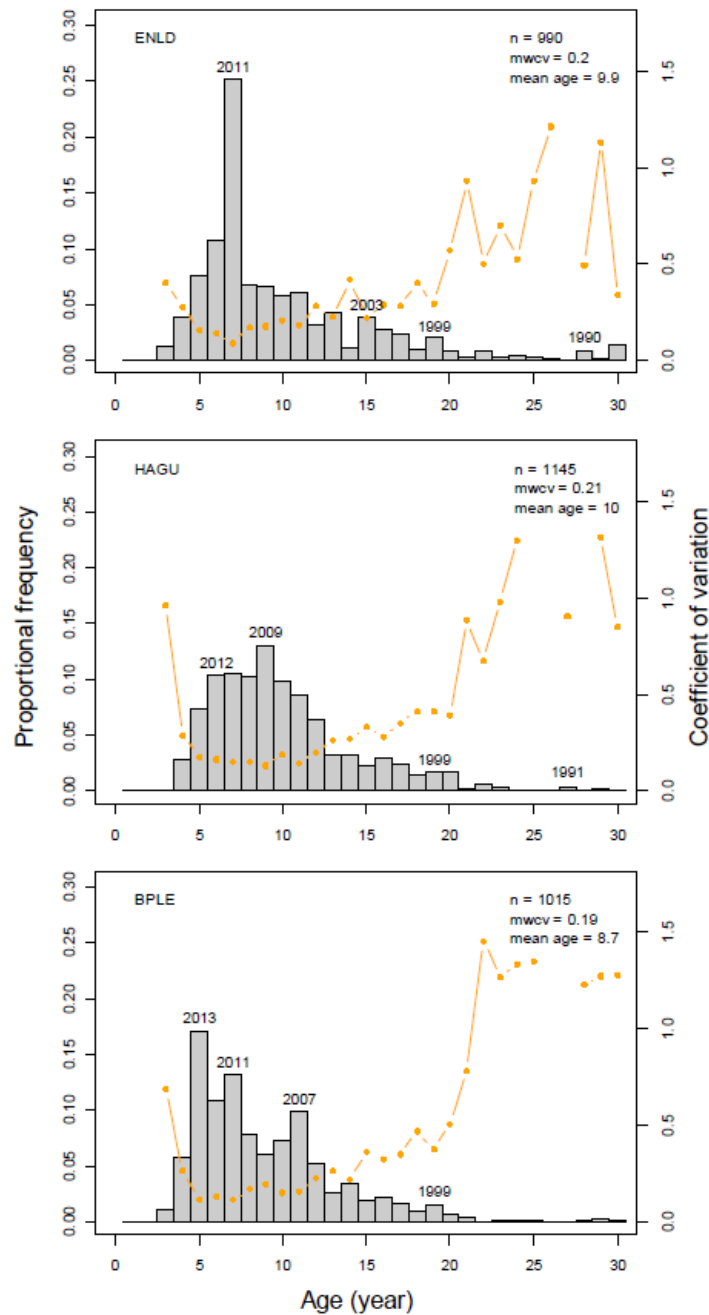 ENLD
n = 990
mwcv = 0.2
mean age = 9.9
2011
2003
1999
1990
0.30
0.25
0.20
0.15
0.10
0.05
0.00
1.5
1.0
0.5
0.0
0 5 10 15 20 25 30
HAGU
n = 1145
mwcv = 0.21
mean age = 10
2012
2009
1999
1991
0.30
0.25
0.20
0.15
0.10
0.05
0.00
1.5
1.0
0.5
0.0
0 5 10 15 20 25 30
Proportional frequency
Coefficient of variation
BPLE
n = 1015
mwcv = 0.19
mean age = 8.7
2013
2011
2007
1999
0.30
0.25
0.20
0.15
0.10
0.05
0.00
1.5
1.0
0.5
0.0
0 5 10 15 20 25 30
Age (year)